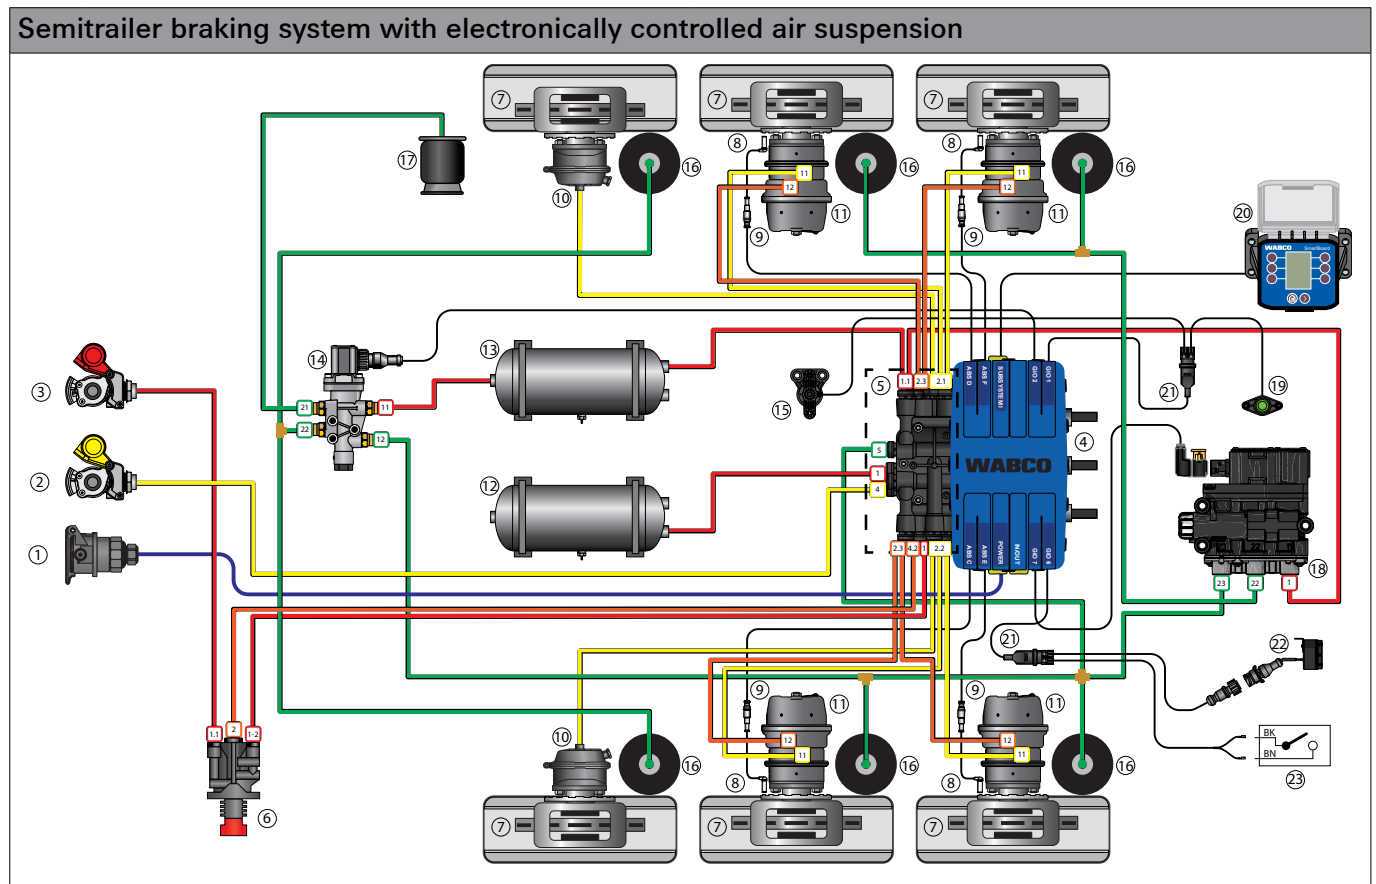 Semitrailer braking system with electronically controlled air suspension
7 7 7
17 8 8
16 16 16
11 11
12 12
10 11 11
9 9
20
WABCO SmartBoard
14 13
3
5 1.1 2.3 2.1
ABS D ABS F SUBSYSTEMS GIO 2 GIO 1
21 19
15
21 11
22 12
4
5
WABCO
2 12 1
4
1
2.3 4.2 1 2.2
ABS C ABS E POWER IN/OUT GIO 7 GIO 6
18
23 22 1
21 22
9 11 9 11
1.1 2 1-2
10 12 12
11 11
BK
BN
16 16 16
8 8
23
6
7 7 7